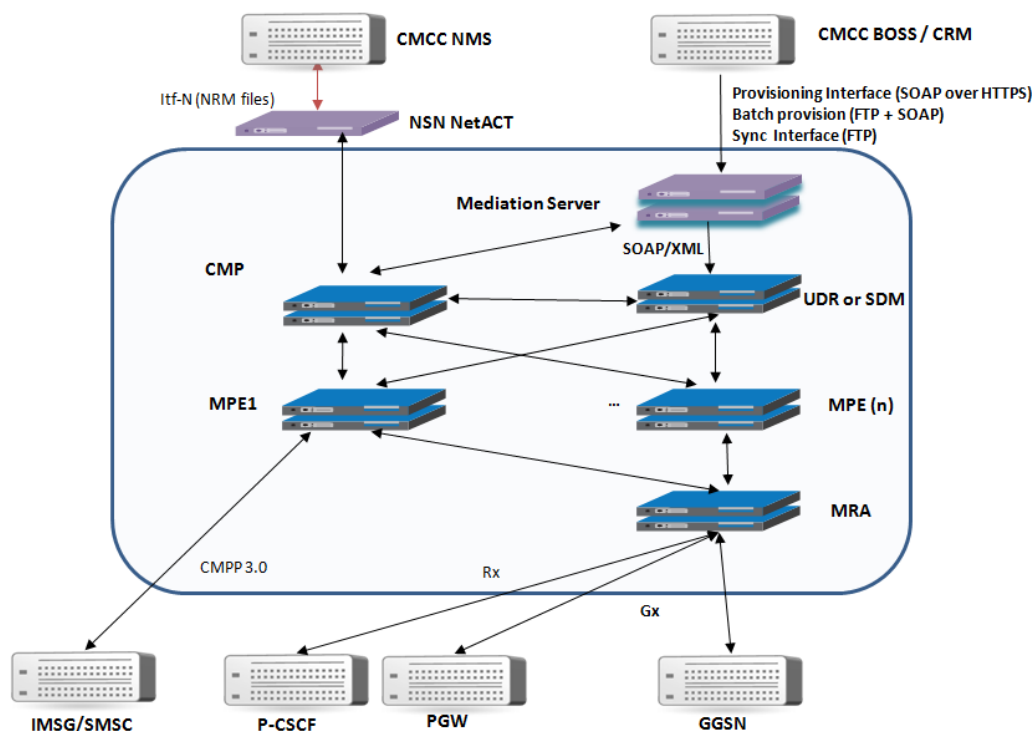 CMCC NMS
CMCC BOSS / CRM
Itf-N (NRM files)
NSN NetACT
Provisioning Interface (SOAP over HTTPS)
Batch provision (FTP + SOAP)
Sync Interface (FTP)
Mediation Server
SOAP/XML
CMP
UDR or SDM
MPE1
...
MPE (n)
MRA
CMPP 3.0
Rx
Gx
IMSG/SMSC
P-CSCF
PGW
GGSN